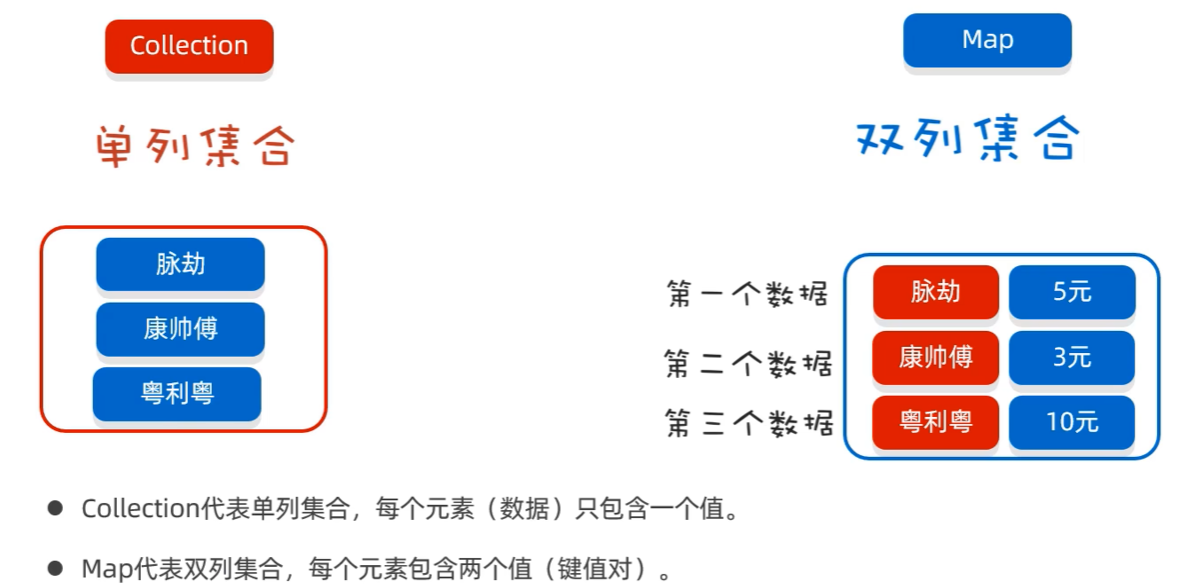 Collection
Map
单列集合
双列集合
脉劫
康帅傅
粤利粤
第一个数据 脉劫 5元
第二个数据 康帅傅 3元
第三个数据 粤利粤 10元
● Collection代表单列集合，每个元素（数据）只包含一个值。
● Map代表双列集合，每个元素包含两个值（键值对）。